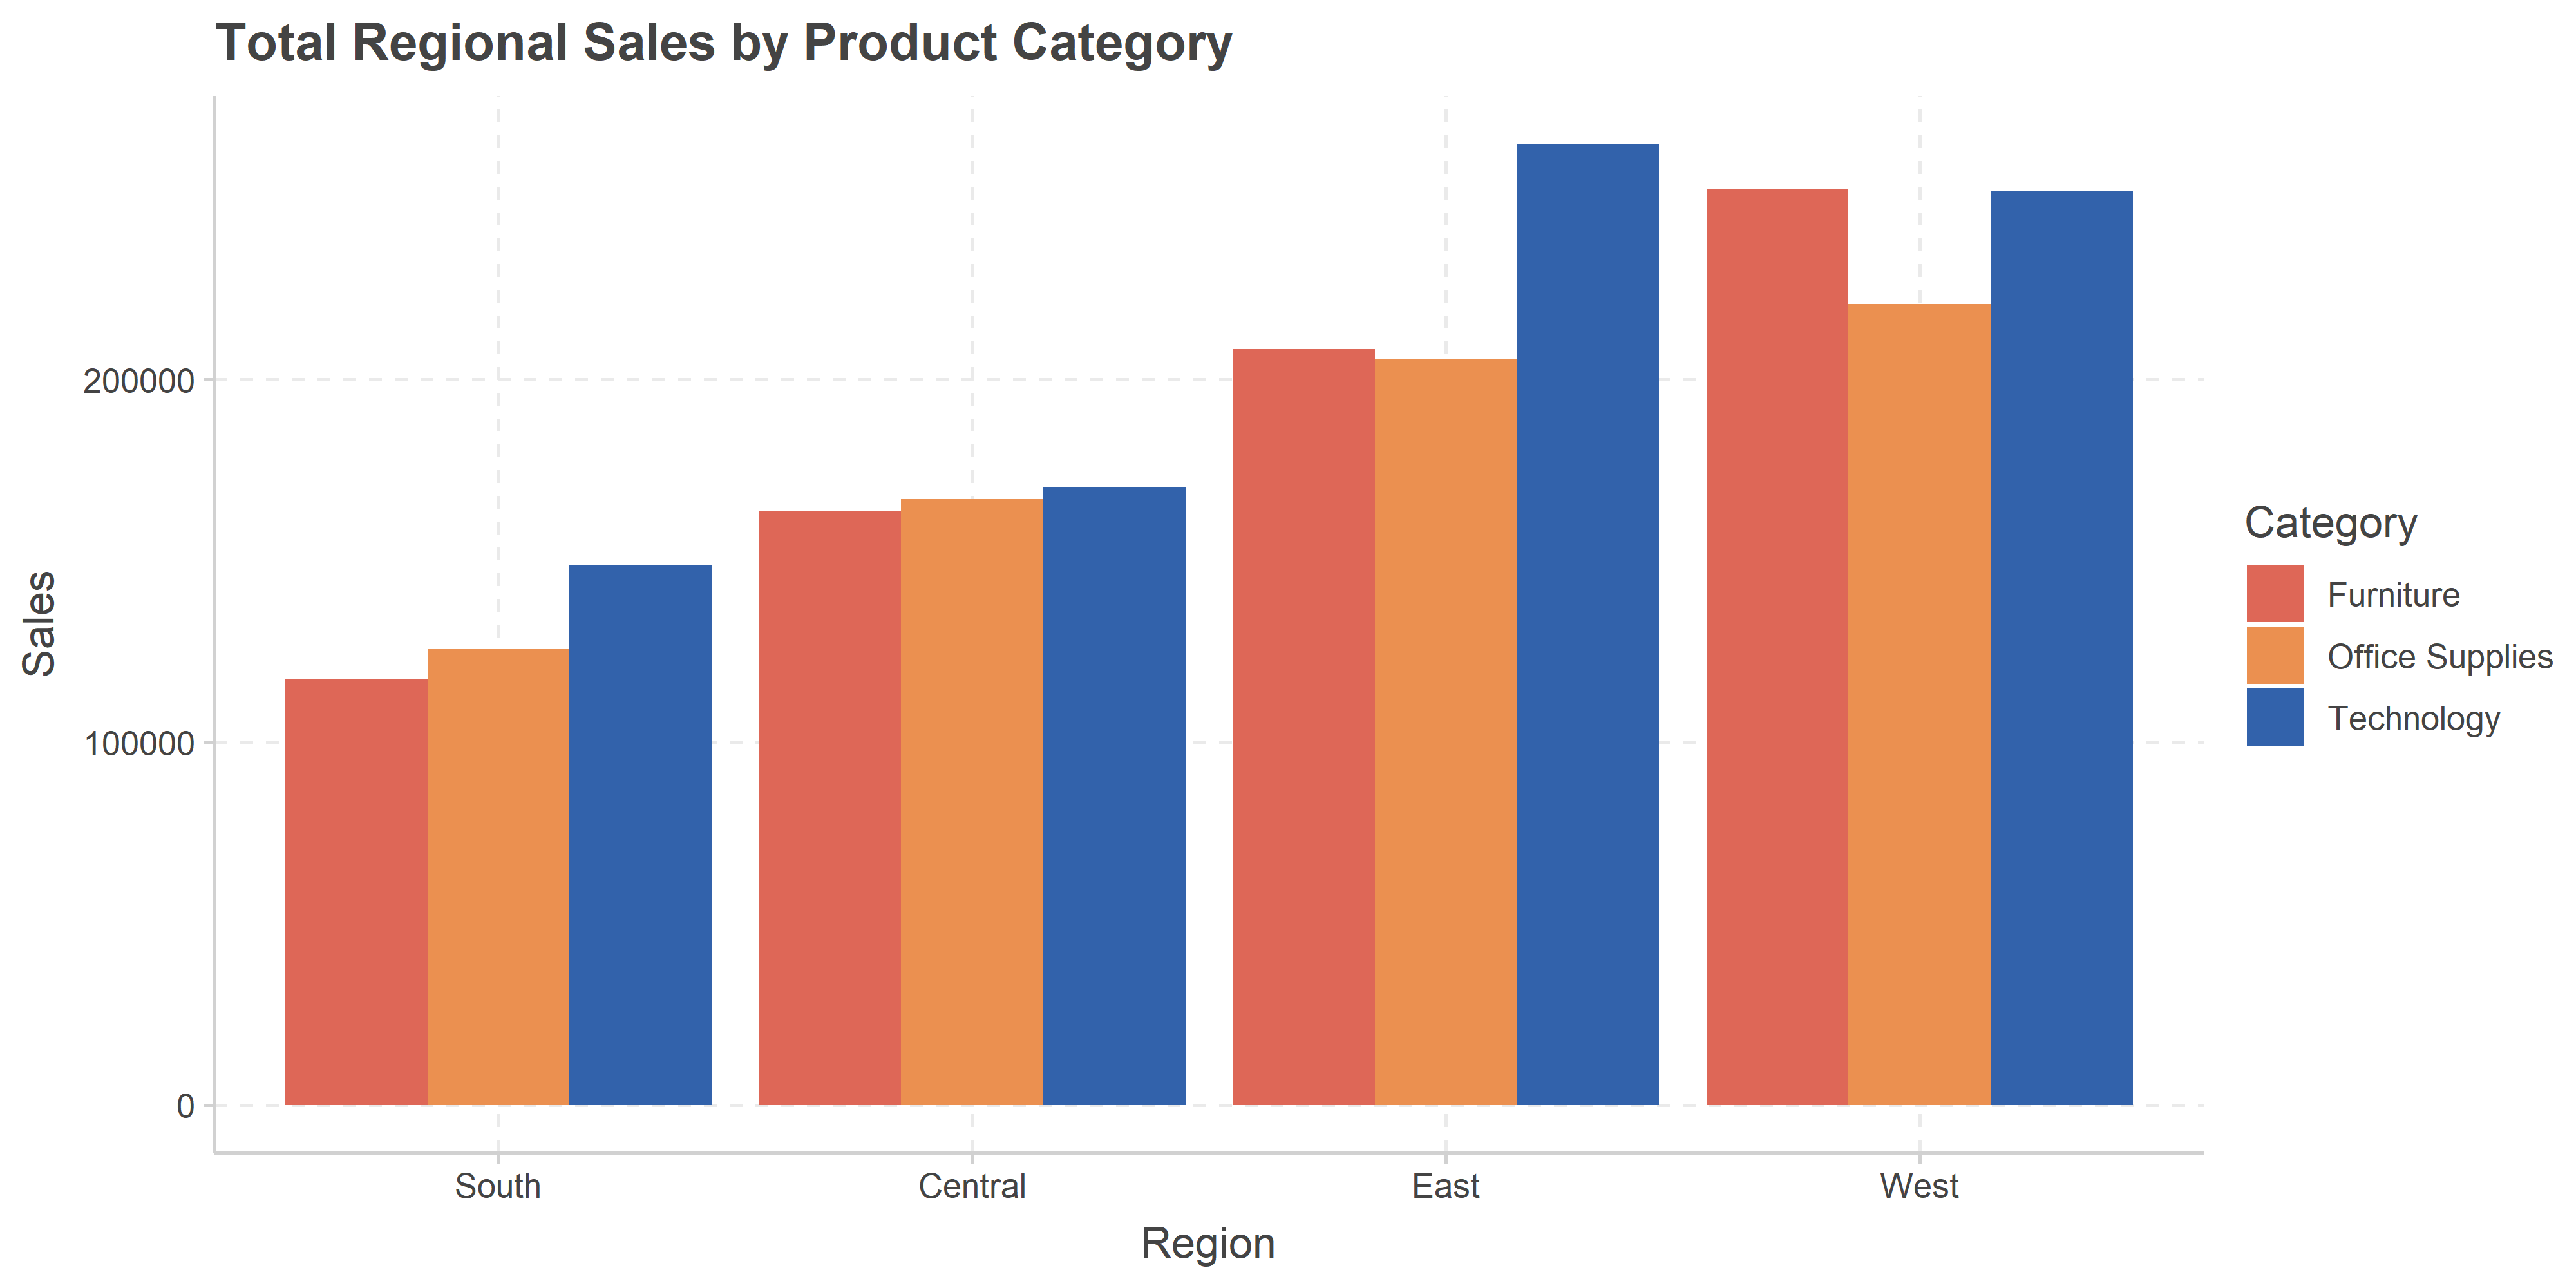 Total Regional Sales by Product Category
Sales
200000
100000
0
South
Central
East
West
Region
Category
Furniture
Office Supplies
Technology